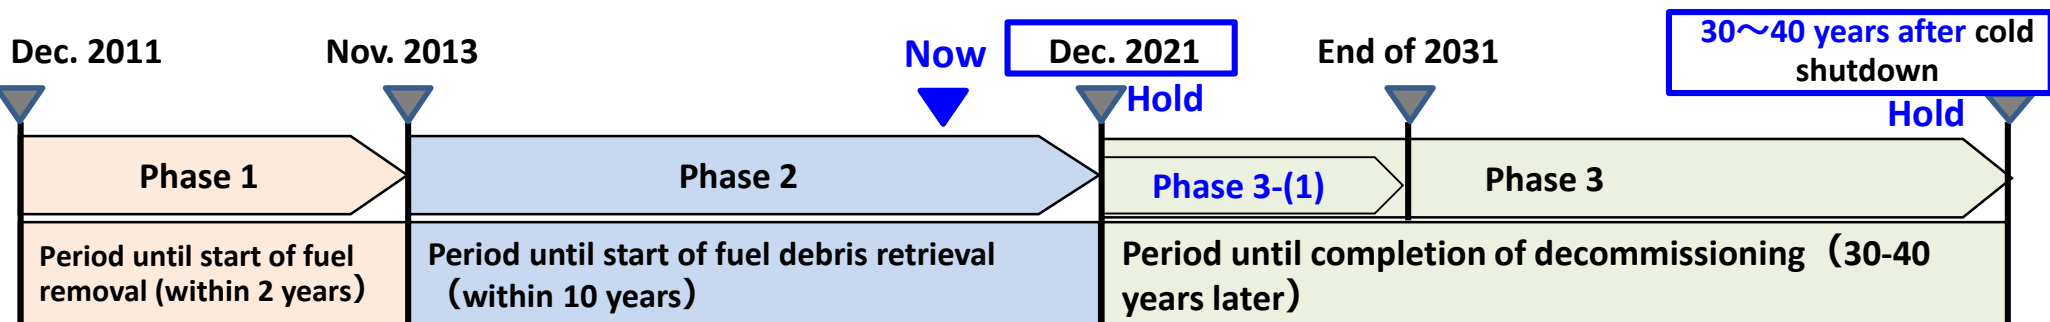 Dec. 2011
Nov. 2013
Now
Dec. 2021
Hold
End of 2031
30～40 years after cold
shutdown
Hold
Phase 1
Phase 2
Phase 3-(1)
Phase 3
Period until start of fuel
removal (within 2 years）
Period until start of fuel debris retrieval
（within 10 years）
Period until completion of decommissioning（30-40
years later）